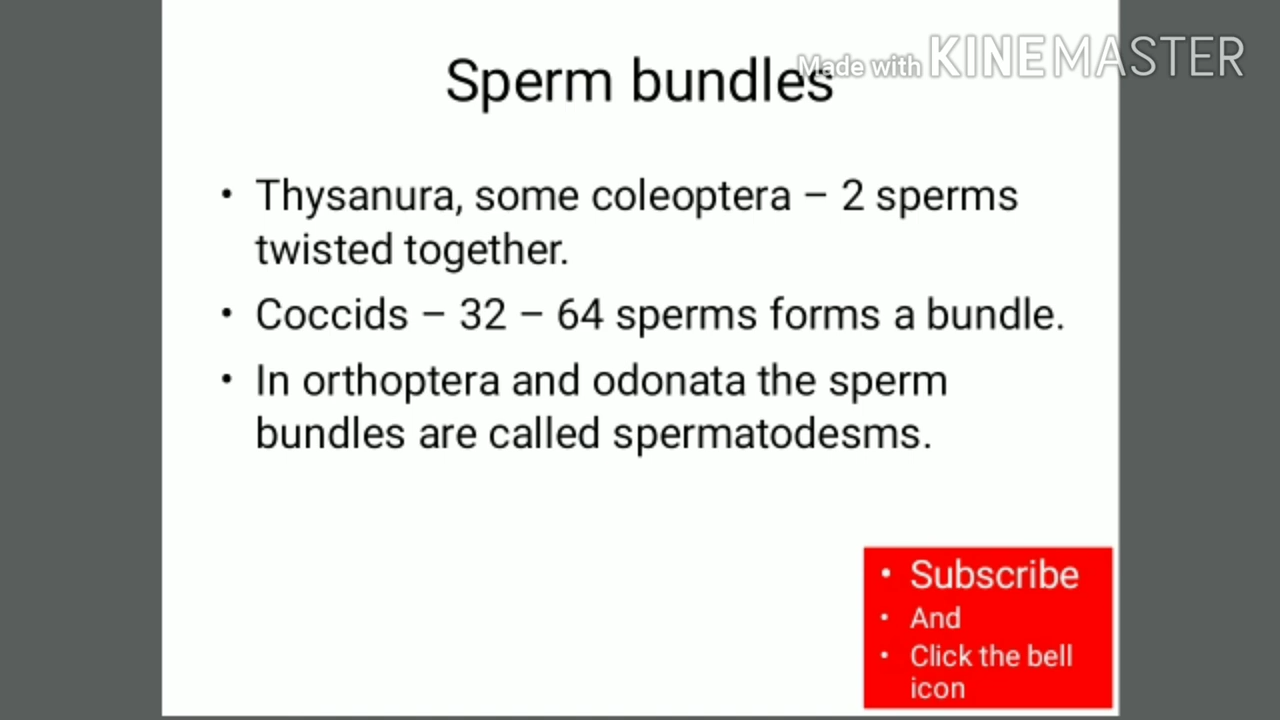 Made with KINEMASTER
Sperm bundles
• Thysanura, some coleoptera – 2 sperms
twisted together.
• Coccids – 32 – 64 sperms forms a bundle.
• In orthoptera and odonata the sperm
bundles are called spermatodesms.
• Subscribe
• And
• Click the bell
icon